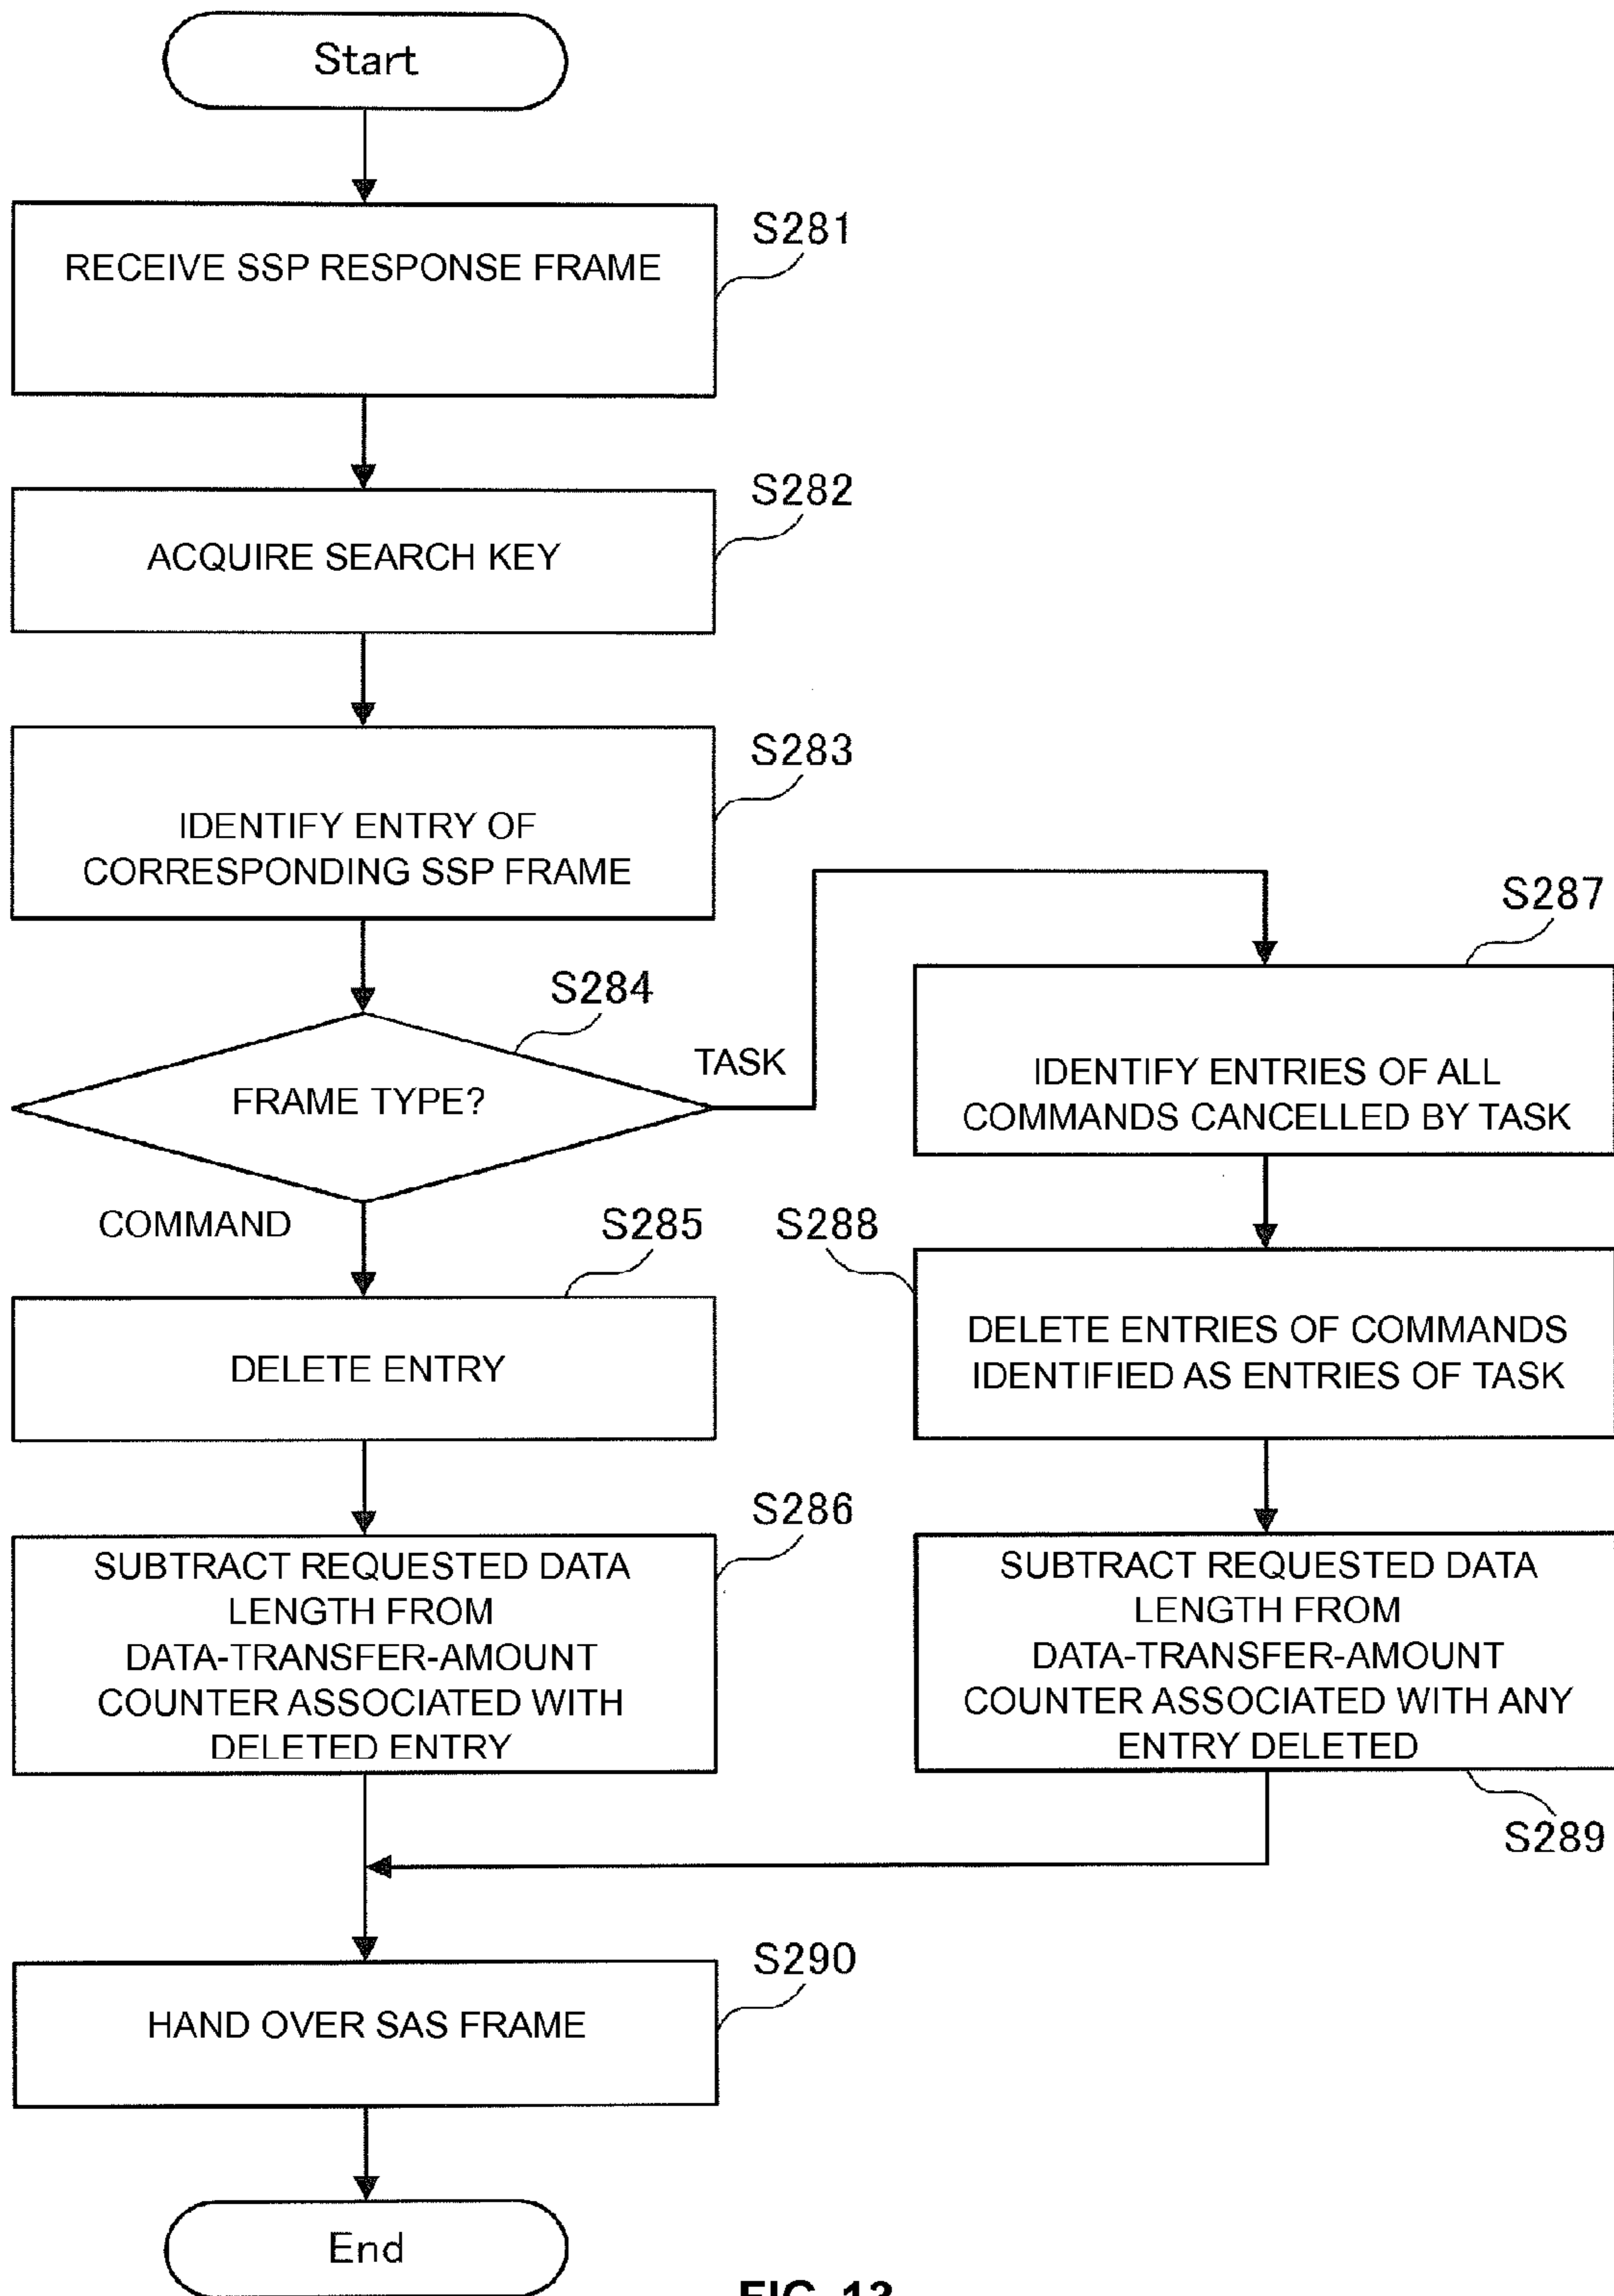 Start
S281
RECEIVE SSP RESPONSE FRAME
S282
ACQUIRE SEARCH KEY
S283
IDENTIFY ENTRY OF
CORRESPONDING SSP FRAME
S284
FRAME TYPE?
TASK
COMMAND
S287
IDENTIFY ENTRIES OF ALL
COMMANDS CANCELLED BY TASK
S285
DELETE ENTRY
S288
DELETE ENTRIES OF COMMANDS
IDENTIFIED AS ENTRIES OF TASK
S286
SUBTRACT REQUESTED DATA
LENGTH FROM
DATA-TRANSFER-AMOUNT
COUNTER ASSOCIATED WITH
DELETED ENTRY
SUBTRACT REQUESTED DATA
LENGTH FROM
DATA-TRANSFER-AMOUNT
COUNTER ASSOCIATED WITH ANY
ENTRY DELETED
S289
S290
HAND OVER SAS FRAME
End
FIG. 13